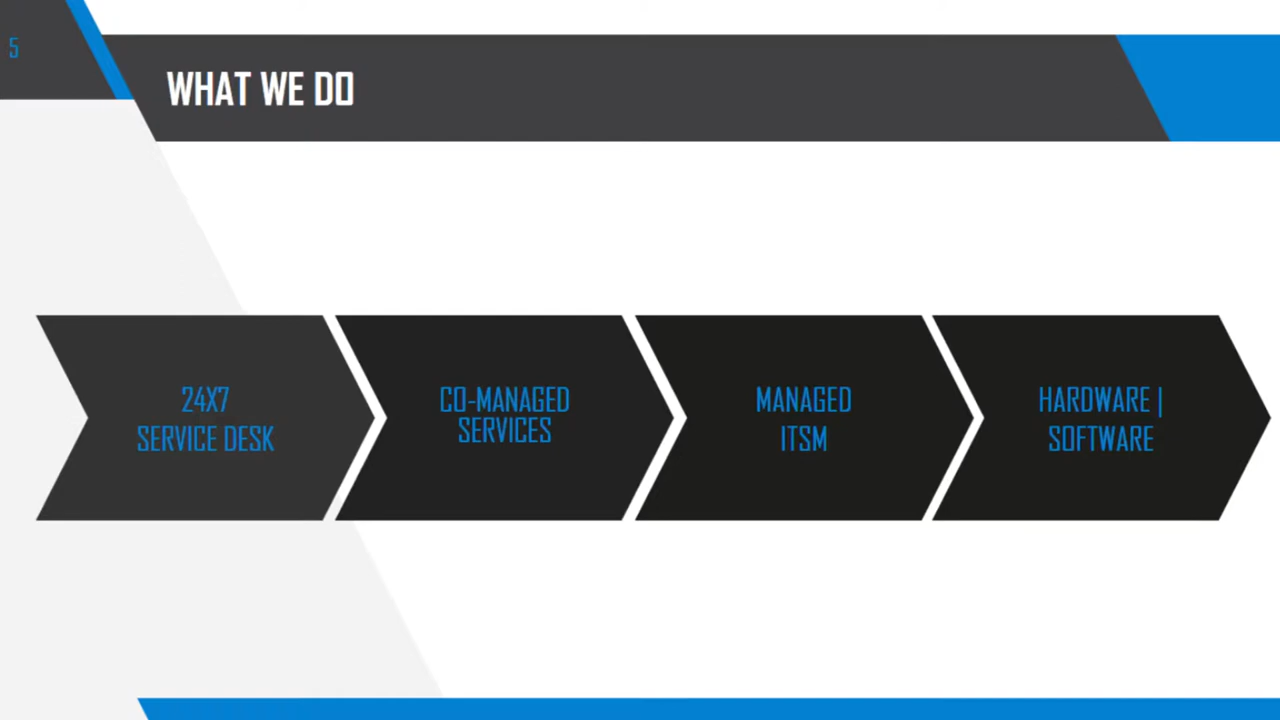 5
WHAT WE DO
24X7
SERVICE DESK
CO-MANAGED
SERVICES
MANAGED
ITSM
HARDWARE |
SOFTWARE